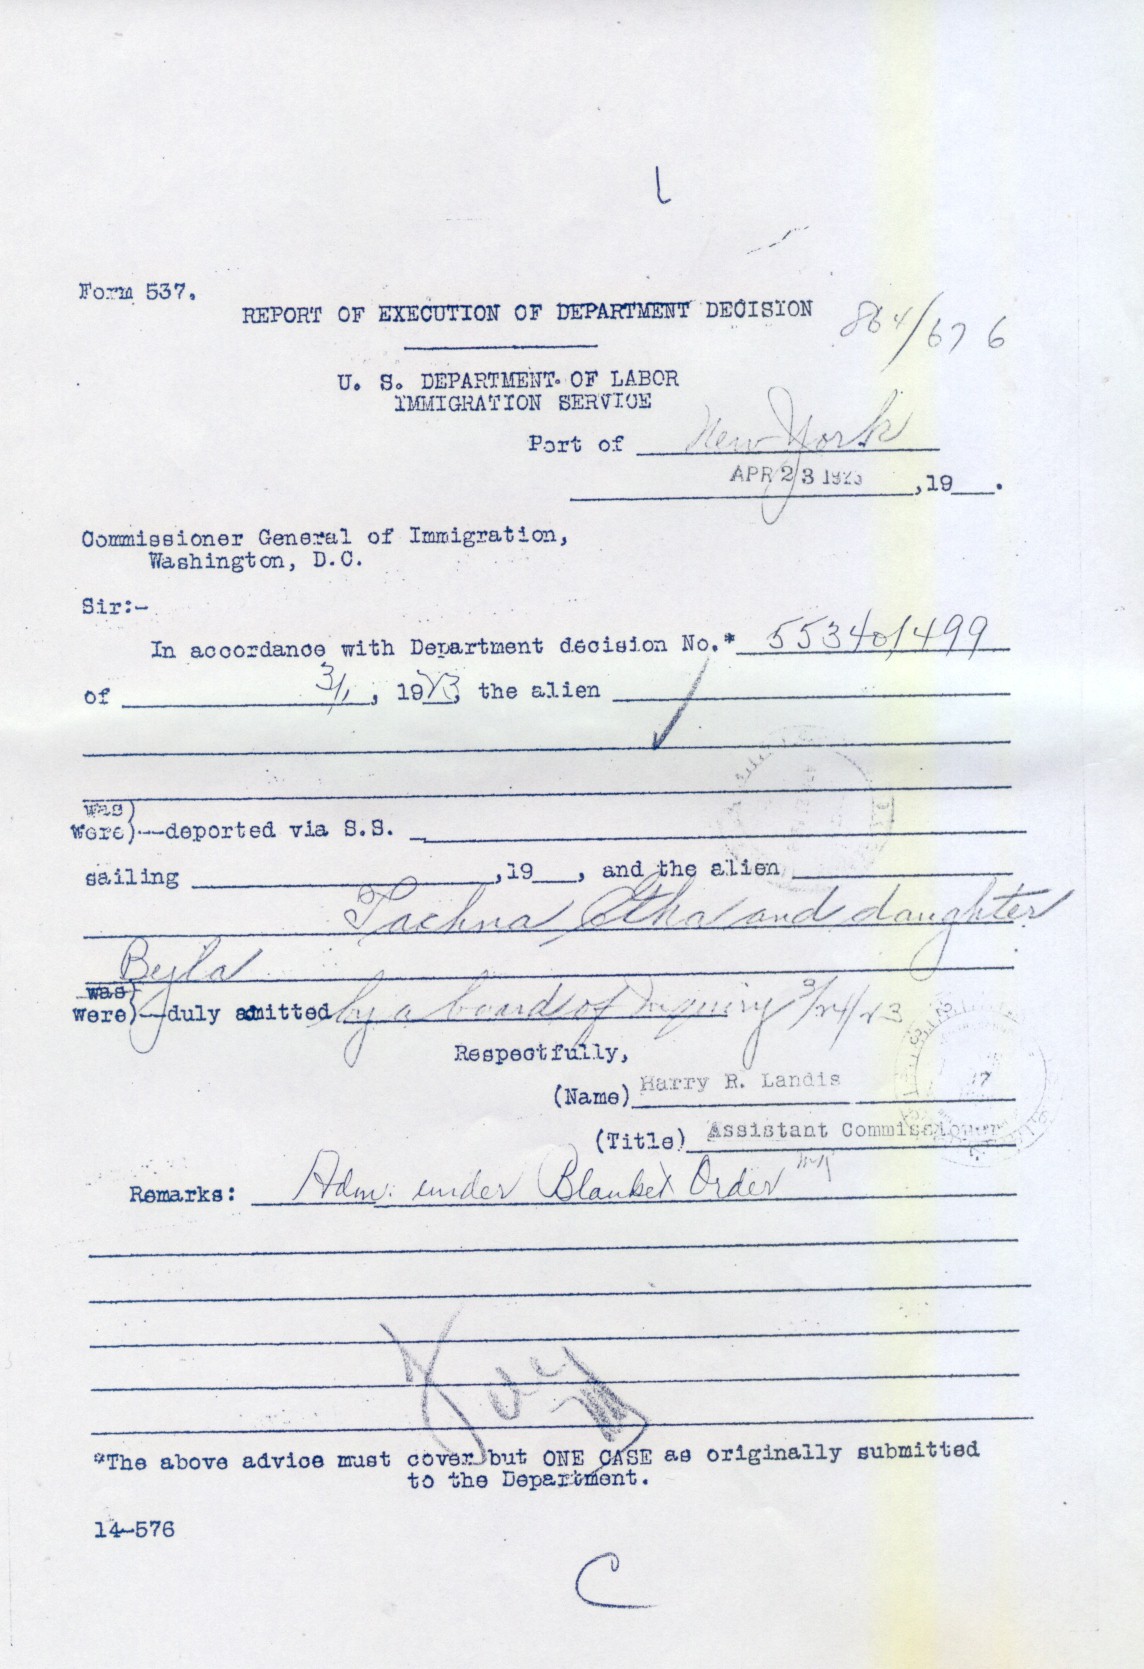 Form 537.
REPORT OF EXECUTION OF DEPARTMENT DECISION
864/676
U. S. DEPARTMENT OF LABOR
IMMIGRATION SERVICE
Port of New York
APR 23 1923 ,19___.
Commissioner General of Immigration,
Washington, D.C.
Sir:-
In accordance with Department decision No.* 55340/499
of 3/1, 1923, the alien
was)
were)--deported via S.S.
sailing ,19___, and the alien
Tachna Etka and daughter
Beyla
was
were)--duly admitted by a board of Inquiry 3/24/23
Respectfully,
(Name) Harry R. Landis
(Title) Assistant Commissioner
Remarks: Adm. under Blanket Order
*The above advice must cover but ONE CASE as originally submitted
to the Department.
14-576
C